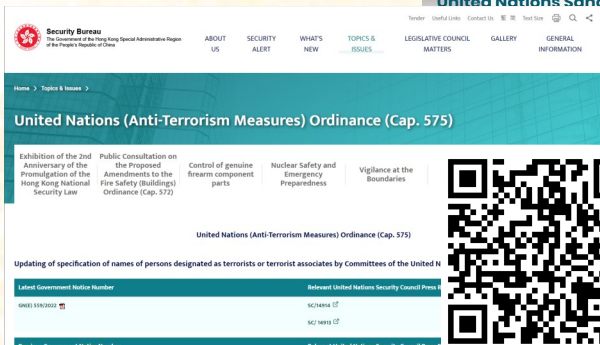 United Nations Sanc
Tender Useful Links Contact Us 繁 簡 Text Size
Security Bureau
The Government of the Hong Kong Special Administrative Region
of the People's Republic of China
ABOUT US
SECURITY ALERT
WHAT'S NEW
TOPICS & ISSUES
LEGISLATIVE COUNCIL MATTERS
GALLERY
GENERAL INFORMATION
Home > Topics & Issues >
United Nations (Anti-Terrorism Measures) Ordinance (Cap. 575)
Exhibition of the 2nd
Anniversary of the
Promulgation of the
Hong Kong National
Security Law
Public Consultation on
the Proposed
Amendments to the
Fire Safety (Buildings)
Ordinance (Cap. 572)
Control of genuine
firearm component
parts
Nuclear Safety and
Emergency
Preparedness
Vigilance at the
Boundaries
United Nations (Anti-Terrorism Measures) Ordinance (Cap. 575)
Updating of specification of names of persons designated as terrorists or terrorist associates by Committees of the United N
Latest Government Notice Number
Relevant United Nations Security Council Press R
GN(E) 559/2022
SC/14914
SC/ 14913